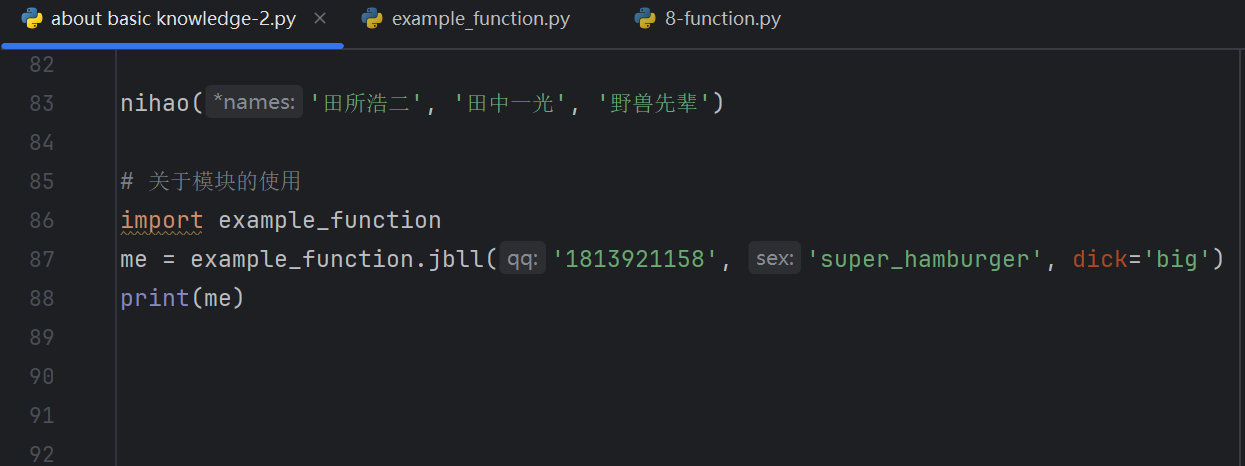 about basic knowledge-2.py × example_function.py 8-function.py
82
83 nihao(*names: '田所浩二', '田中一光', '野兽先辈')
84
85 # 关于模块的使用
86 import example_function
87 me = example_function.jbll(qq: '1813921158', sex: 'super_hamburger', dick='big')
88 print(me)
89
90
91
92